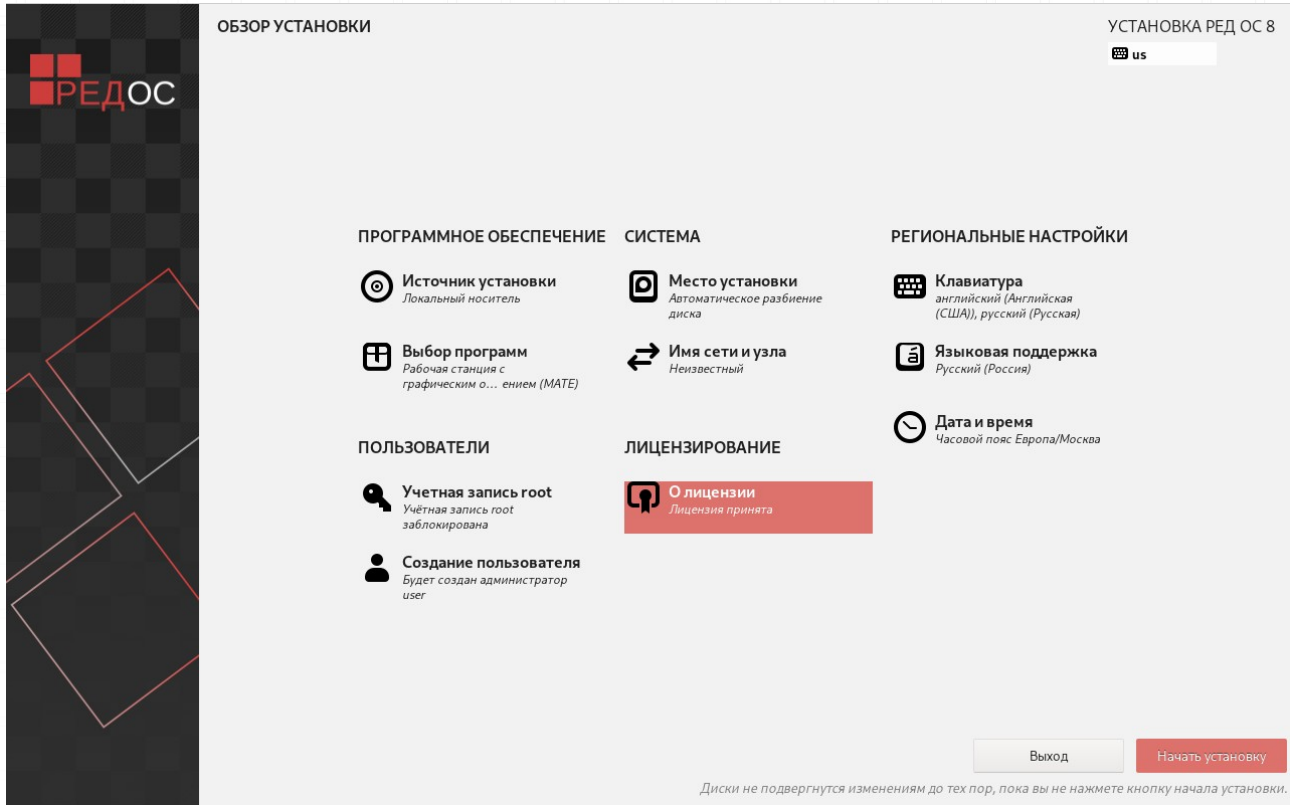 РЕДОС
ОБЗОР УСТАНОВКИ
УСТАНОВКА РЕД ОС 8
us
ПРОГРАММНОЕ ОБЕСПЕЧЕНИЕ
Источник установки
Локальный носитель
Выбор программ
Рабочая станция с
графическим о... ением (MATE)
СИСТЕМА
Место установки
Автоматическое разбиение
диска
Имя сети и узла
Неизвестный
РЕГИОНАЛЬНЫЕ НАСТРОЙКИ
Клавиатура
английский (Английская
(США)), русский (Русская)
Языковая поддержка
Русский (Россия)
Дата и время
Часовой пояс Европа/Москва
ПОЛЬЗОВАТЕЛИ
Учетная запись root
Учётная запись root
заблокирована
Создание пользователя
Будет создан администратор
user
ЛИЦЕНЗИРОВАНИЕ
О лицензии
Лицензия принята
Выход
Начать установку
Диски не подвергнутся изменениям до тех пор, пока вы не нажмете кнопку начала установки.